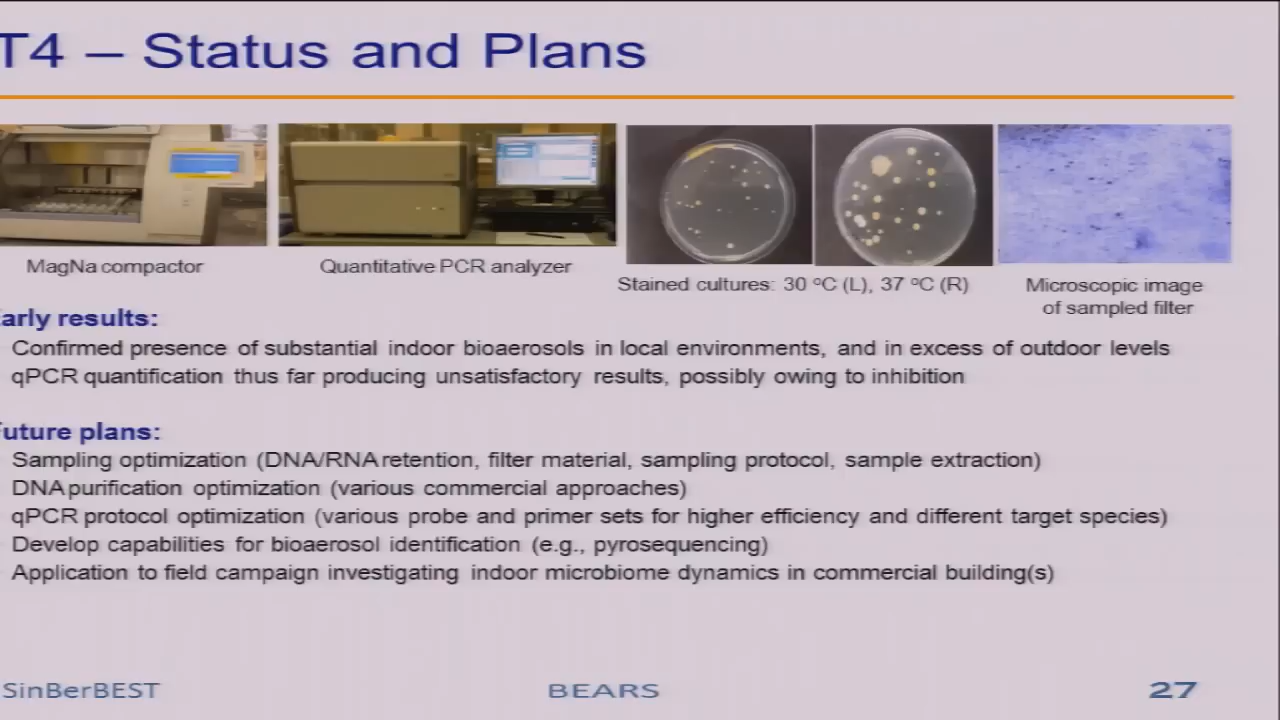 T4 – Status and Plans
MagNa compactor
Quantitative PCR analyzer
Stained cultures: 30 °C (L), 37 °C (R)
Microscopic image
of sampled filter
Early results:
Confirmed presence of substantial indoor bioaerosols in local environments, and in excess of outdoor levels
qPCR quantification thus far producing unsatisfactory results, possibly owing to inhibition
Future plans:
Sampling optimization (DNA/RNA retention, filter material, sampling protocol, sample extraction)
DNA purification optimization (various commercial approaches)
qPCR protocol optimization (various probe and primer sets for higher efficiency and different target species)
Develop capabilities for bioaerosol identification (e.g., pyrosequencing)
Application to field campaign investigating indoor microbiome dynamics in commercial building(s)
SinBerBEST
BEARS
27